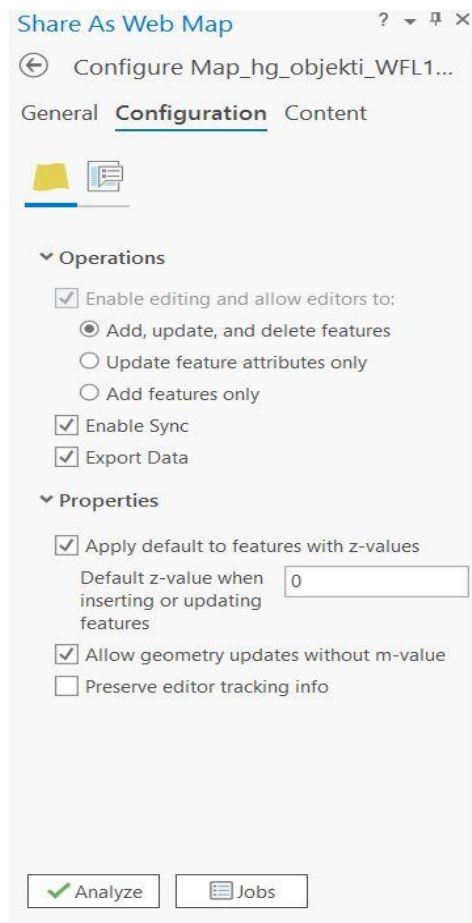 Share As Web Map
Configure Map_hg_objekti_WFL1...
General Configuration Content
Operations
Enable editing and allow editors to:
Add, update, and delete features
Update feature attributes only
Add features only
Enable Sync
Export Data
Properties
Apply default to features with z-values
Default z-value when 0
inserting or updating
features
Allow geometry updates without m-value
Preserve editor tracking info
Analyze Jobs